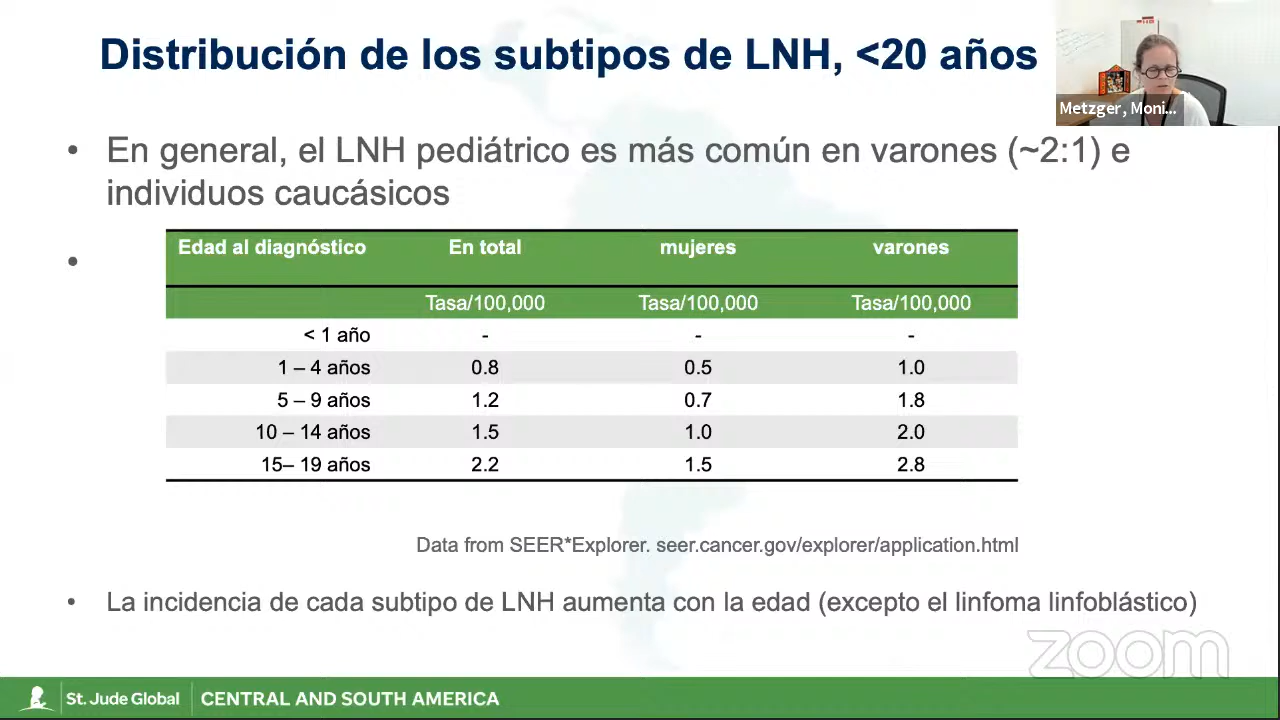 Distribución de los subtipos de LNH, <20 años
Metzger, Moni...
• En general, el LNH pediátrico es más común en varones (~2:1) e
individuos caucásicos
•
Edad al diagnóstico En total mujeres varones
Tasa/100,000 Tasa/100,000 Tasa/100,000
< 1 año - - -
1 – 4 años 0.8 0.5 1.0
5 – 9 años 1.2 0.7 1.8
10 – 14 años 1.5 1.0 2.0
15– 19 años 2.2 1.5 2.8
Data from SEER*Explorer. seer.cancer.gov/explorer/application.html
• La incidencia de cada subtipo de LNH aumenta con la edad (excepto el linfoma linfoblástico)
zoom
St. Jude Global CENTRAL AND SOUTH AMERICA